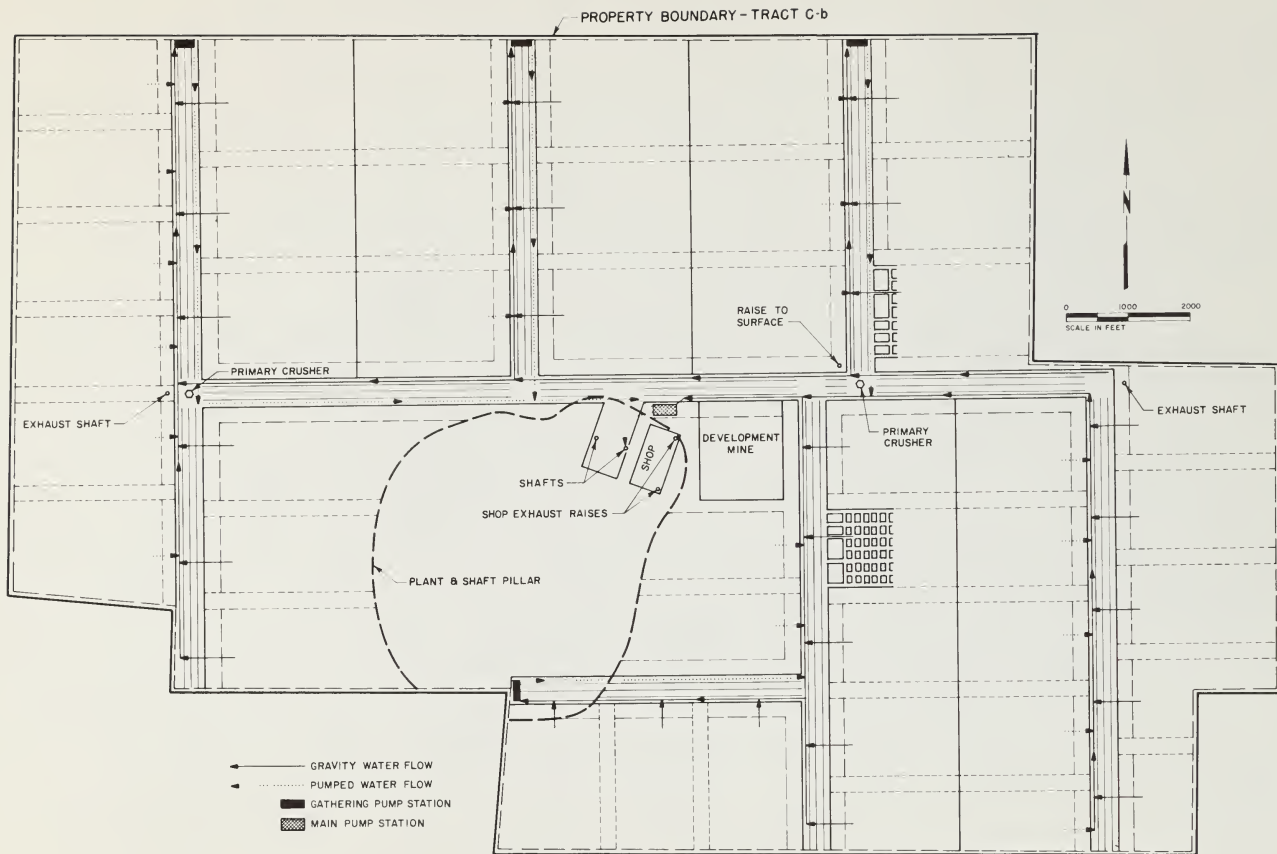 PROPERTY BOUNDARY - TRACT C-b
N
RAISE TO
SURFACE
0 1000 2000
SCALE IN FEET
PRIMARY CRUSHER
EXHAUST SHAFT
EXHAUST SHAFT
PRIMARY
CRUSHER
DEVELOPMENT
MINE
SHOP
SHAFTS
SHOP EXHAUST RAISES
PLANT & SHAFT PILLAR
GRAVITY WATER FLOW
PUMPED WATER FLOW
GATHERING PUMP STATION
MAIN PUMP STATION